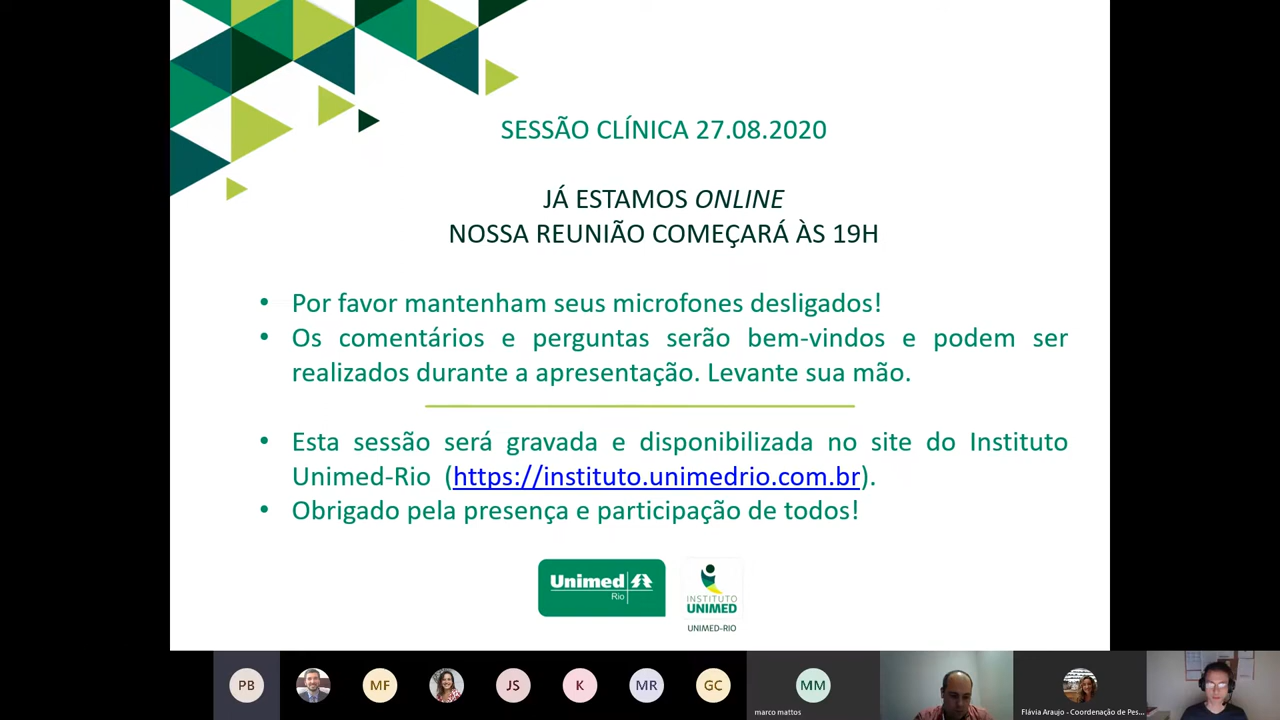 SESSÃO CLÍNICA 27.08.2020
JÁ ESTAMOS ONLINE
NOSSA REUNIÃO COMEÇARÁ ÀS 19H
• Por favor mantenham seus microfones desligados!
• Os comentários e perguntas serão bem-vindos e podem ser
realizados durante a apresentação. Levante sua mão.
• Esta sessão será gravada e disponibilizada no site do Instituto
Unimed-Rio (https://instituto.unimedrio.com.br).
• Obrigado pela presença e participação de todos!
Unimed
Rio
INSTITUTO
UNIMED
UNIMED-RIO
PB
MF
JS
K
MR
GC
MM
marco mattos
Flávia Araujo - Coordenação de Pes...